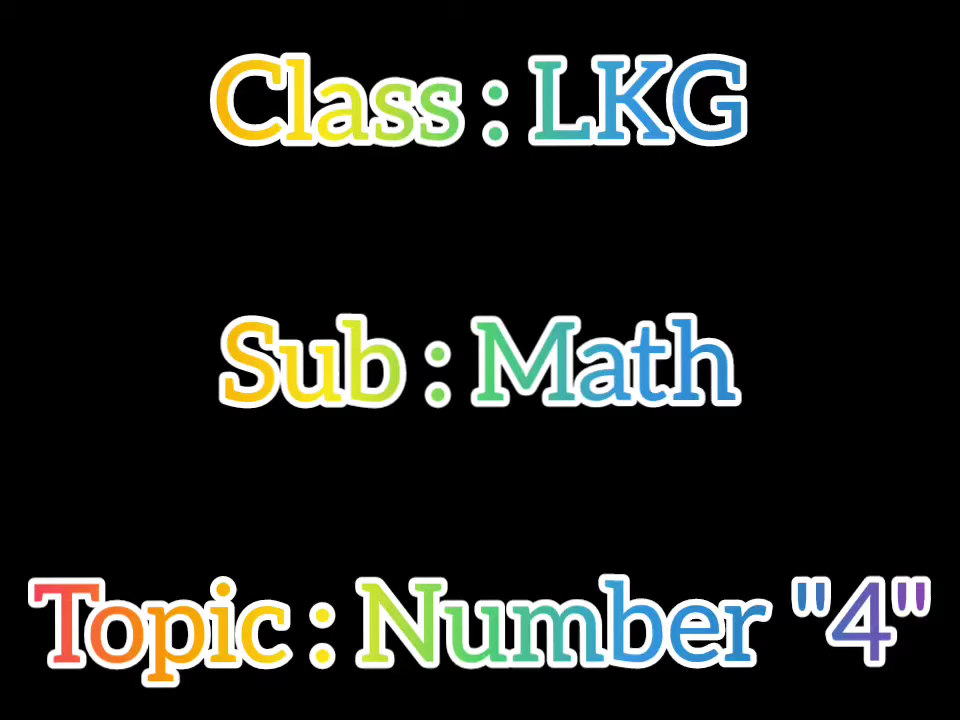 Class : LKG
Sub : Math
Topic : Number "4"